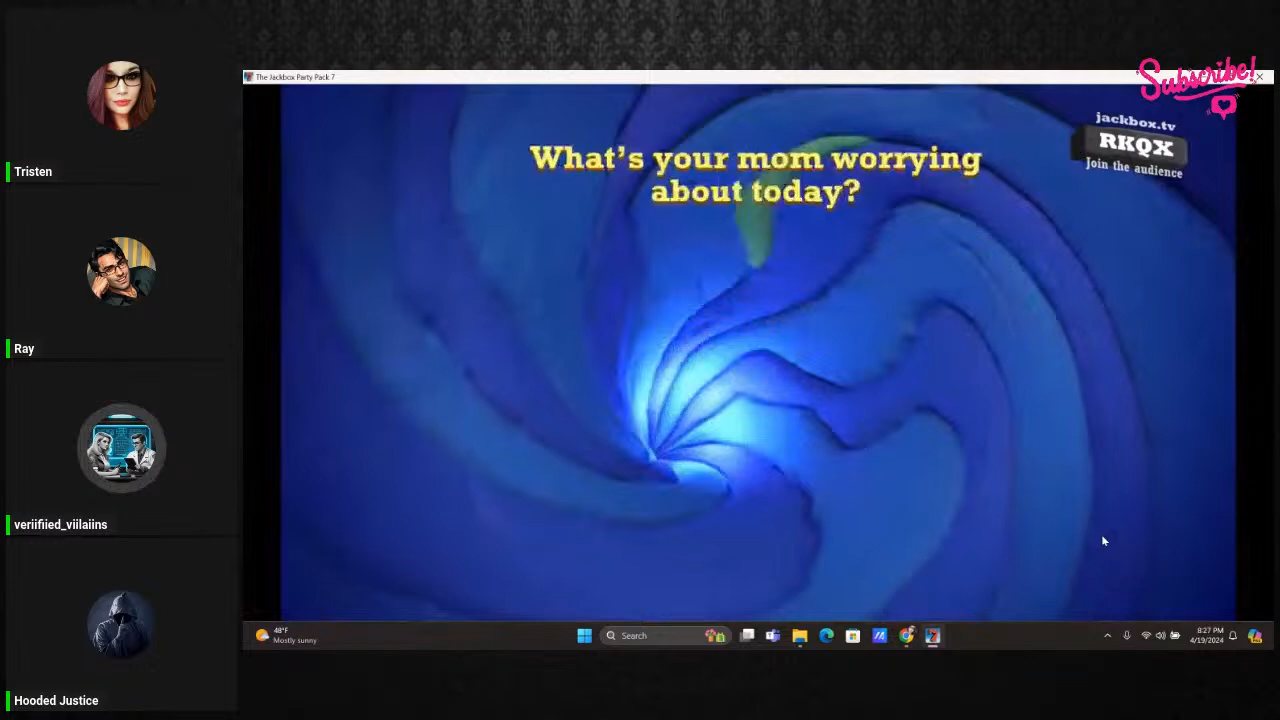 Subscribe!
The Jackbox Party Pack 7
jackbox.tv
RKQX
Join the audience
What's your mom worrying
about today?
Tristen
Ray
veriifiied_viilaiins
Hooded Justice
48°F
Mostly sunny
Search
8:27 PM
4/19/2024